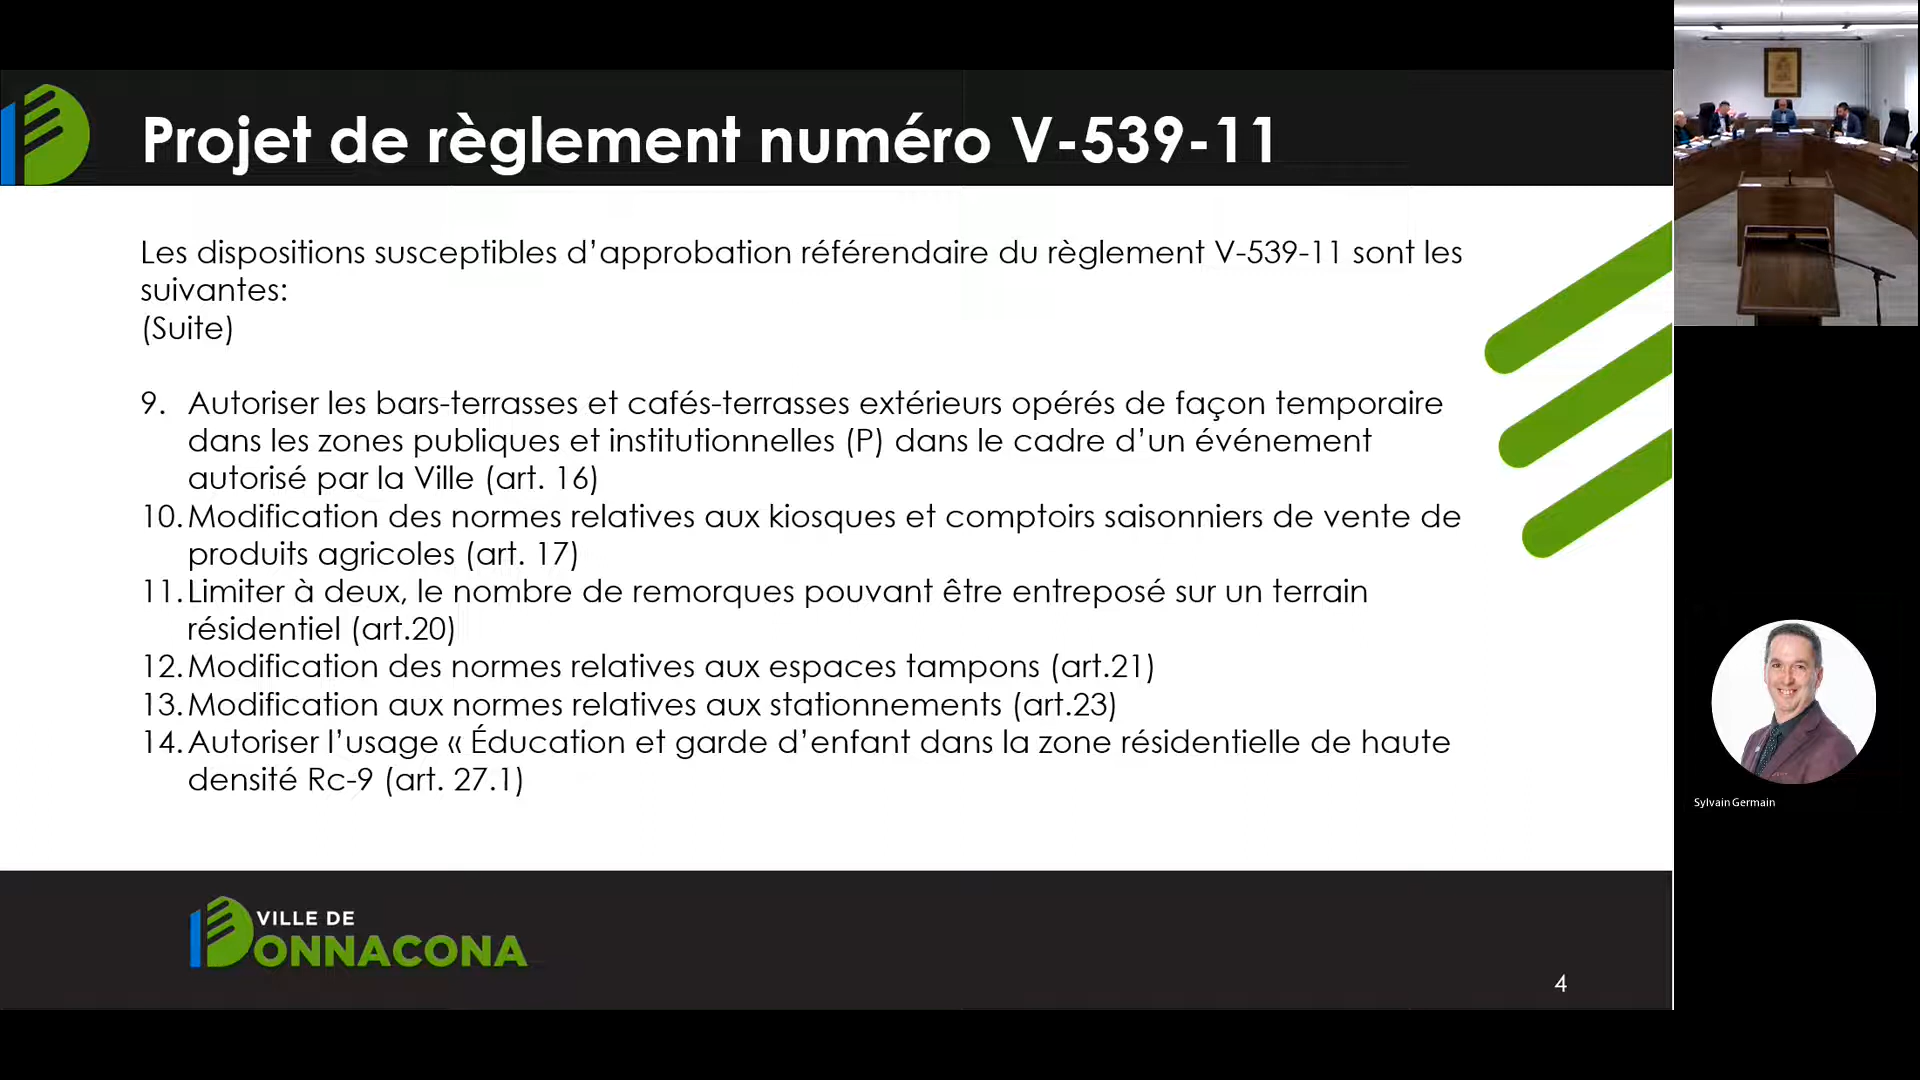 Projet de règlement numéro V-539-11
Les dispositions susceptibles d’approbation référendaire du règlement V-539-11 sont les
suivantes:
(Suite)
9. Autoriser les bars-terrasses et cafés-terrasses extérieurs opérés de façon temporaire
dans les zones publiques et institutionnelles (P) dans le cadre d’un événement
autorisé par la Ville (art. 16)
10. Modification des normes relatives aux kiosques et comptoirs saisonniers de vente de
produits agricoles (art. 17)
11. Limiter à deux, le nombre de remorques pouvant être entreposé sur un terrain
résidentiel (art.20)
12. Modification des normes relatives aux espaces tampons (art.21)
13. Modification aux normes relatives aux stationnements (art.23)
14. Autoriser l’usage « Éducation et garde d’enfant dans la zone résidentielle de haute
densité Rc-9 (art. 27.1)
Sylvain Germain
VILLE DE
DONNACONA
4